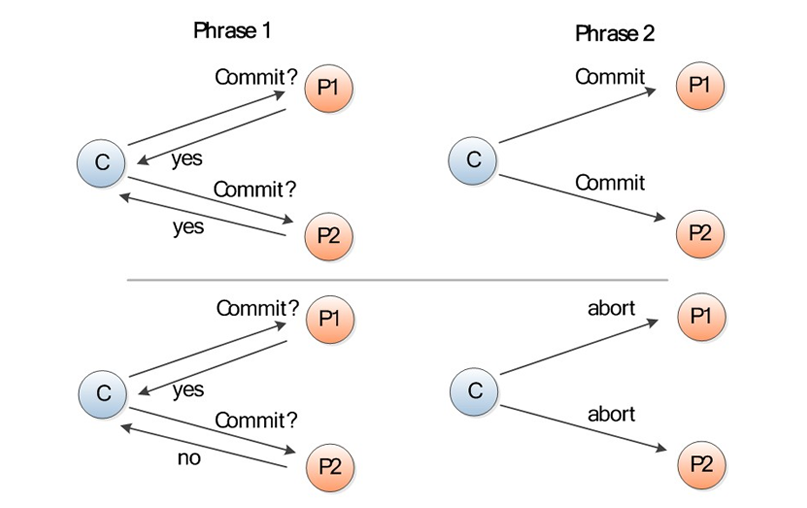 Phrase 1
Phrase 2
Commit?
P1
C
yes
Commit?
yes
P2
Commit
P1
C
Commit
P2
Commit?
P1
C
yes
Commit?
no
P2
abort
P1
C
abort
P2